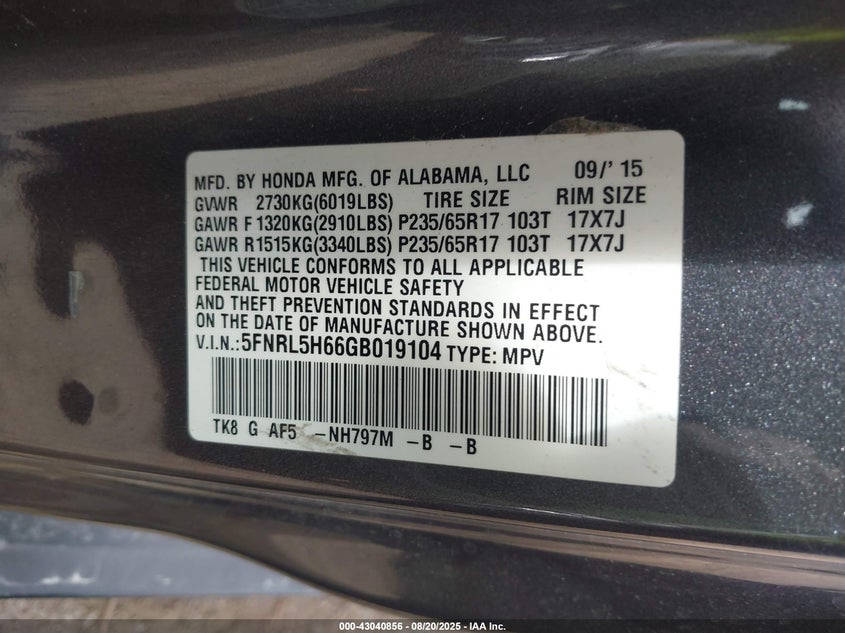 MFD. BY HONDA MFG. OF ALABAMA, LLC 09/' 15
GVWR 2730KG(6019LBS) TIRE SIZE RIM SIZE
GAWR F 1320KG(2910LBS) P235/65R17 103T 17X7J
GAWR R1515KG(3340LBS) P235/65R17 103T 17X7J
THIS VEHICLE CONFORMS TO ALL APPLICABLE
FEDERAL MOTOR VEHICLE SAFETY
AND THEFT PREVENTION STANDARDS IN EFFECT
ON THE DATE OF MANUFACTURE SHOWN ABOVE.
V.I.N.:5FNRL5H66GB019104 TYPE: MPV
TK8 G AF5 -NH797M -B -B
000-43040856 - 08/20/2025 - IAA Inc.